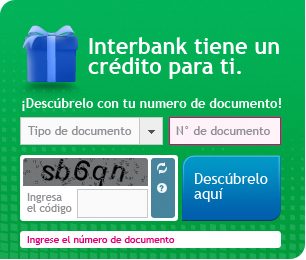 Interbank tiene un
crédito para ti.
¡Descúbrelo con tu numero de documento!
Tipo de documento
N° de documento.
sb6qn
Ingresa
el código
Descúbrelo
aquí
Ingrese el número de documento